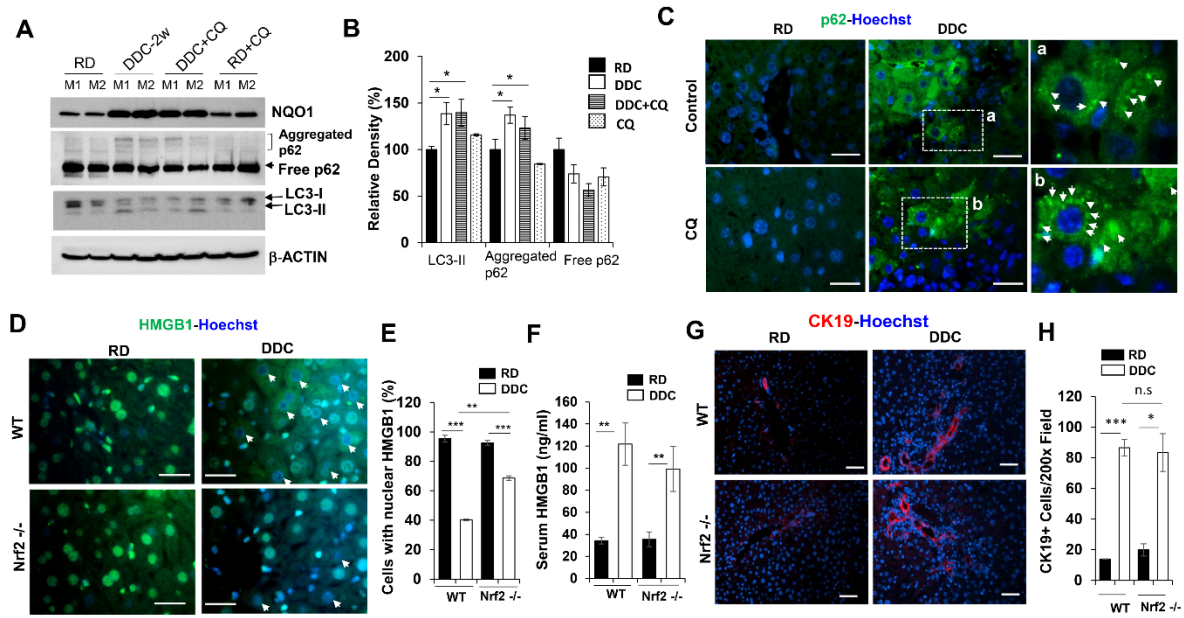 A
RD
DDC-2w
DDC+CQ
RD+CQ
M1 M2 M1 M2 M1 M2 M1 M2
NQO1
Aggregated
p62
Free p62
LC3-I
LC3-II
β-ACTIN
B
Relative Density (%)
200
150
100
50
0
* * * *
RD
DDC
DDC+CQ
CQ
LC3-II
Aggregated
p62
Free p62
C
p62-Hoechst
RD
DDC
Control
CQ
a
a
b
b
D
HMGB1-Hoechst
RD
DDC
WT
Nrf2 -/-
E
RD
DDC
Cells with nuclear HMGB1 (%)
120
100
80
60
40
20
0
**
*** ***
WT Nrf2 -/-
F
RD
DDC
Serum HMGB1 (ng/ml)
160
140
120
100
80
60
40
20
0
** **
WT Nrf2 -/-
G
CK19-Hoechst
RD
DDC
WT
Nrf2 -/-
H
RD
DDC
CK19+ Cells/200x Field
120
100
80
60
40
20
0
n.s
*** *
WT Nrf2 -/-